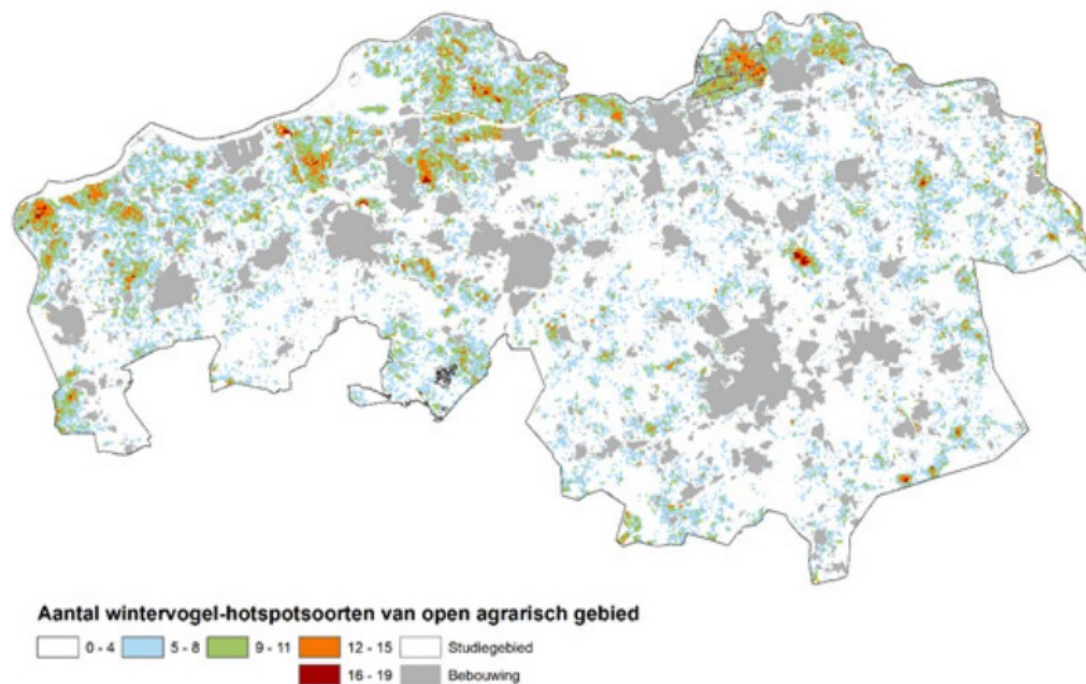 Aantal wintervogel-hotspotsoorten van open agrarisch gebied
0 - 4 5 - 8 9 - 11 12 - 15 Studiegebied
16 - 19 Bebouwing